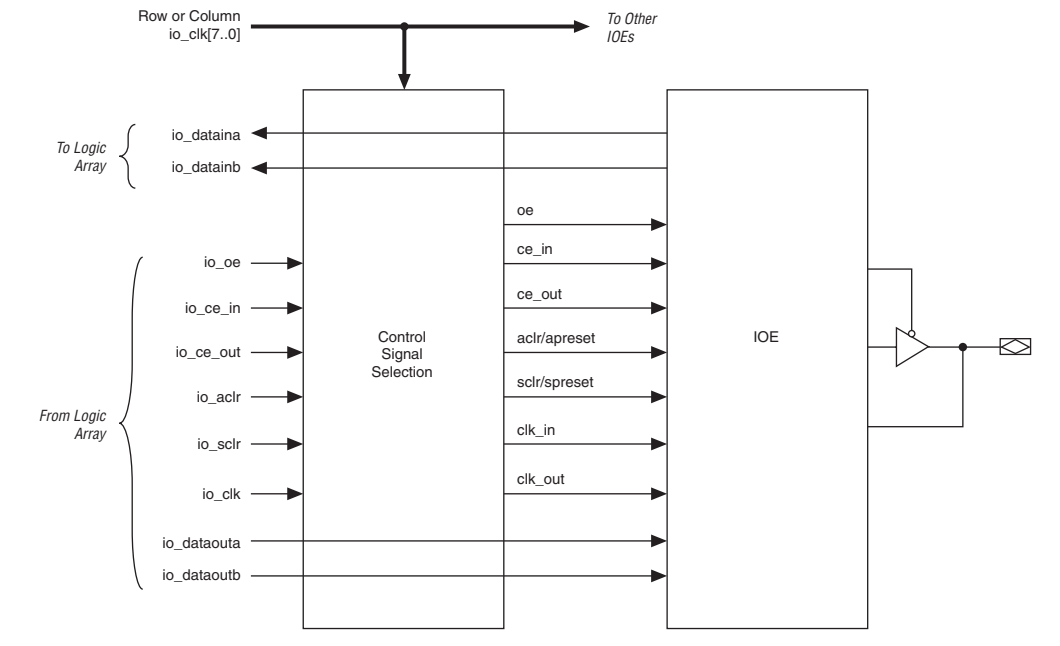 Row or Column
io_clk[7..0]
To Other
IOEs
To Logic
Array
io_dataina
io_datainb
oe
ce_in
ce_out
aclr/apreset
sclr/spreset
clk_in
clk_out
From Logic
Array
io_oe
io_ce_in
io_ce_out
io_aclr
io_sclr
io_clk
io_dataouta
io_dataoutb
Control
Signal
Selection
IOE